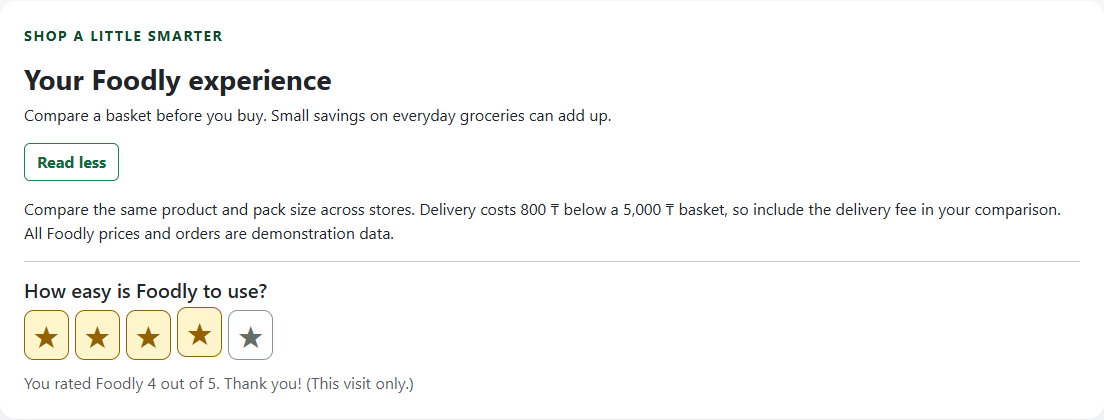 SHOP A LITTLE SMARTER
Your Foodly experience
Compare a basket before you buy. Small savings on everyday groceries can add up.
Read less
Compare the same product and pack size across stores. Delivery costs 800 ₸ below a 5,000 ₸ basket, so include the delivery fee in your comparison.
All Foodly prices and orders are demonstration data.
How easy is Foodly to use?
★ ★ ★ ★ ★
You rated Foodly 4 out of 5. Thank you! (This visit only.)